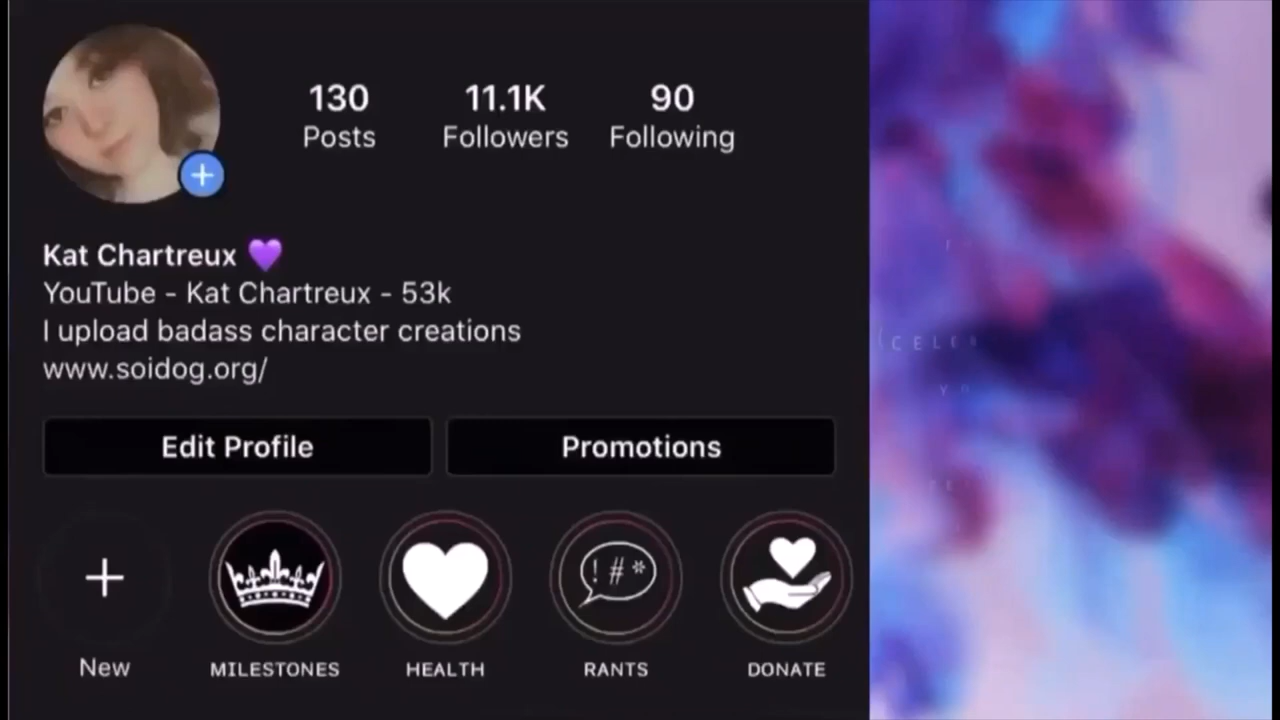 130 11.1K 90
Posts Followers Following
Kat Chartreux 💜
YouTube - Kat Chartreux - 53k
I upload badass character creations
www.soidog.org/
Edit Profile Promotions
!#*
New MILESTONES HEALTH RANTS DONATE